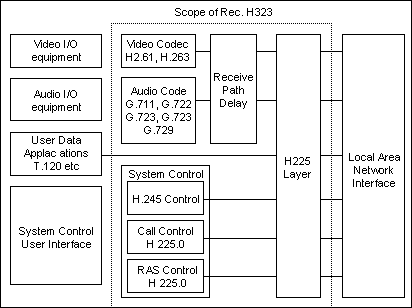 Scope of Rec. H323
Video I/O
equipment
Video Codec
H2.61, H.263
Receive
Path
Delay
Audio I/O
equipment
Audio Code
G.711, G.722
G.723, G.723
G.729
User Data
Applac ations
T.120 etc
H225
Layer
Local Area
Network
Interface
System Control
User Interface
System Control
H.245 Control
Call Control
H 225.0
RAS Control
H 225.0